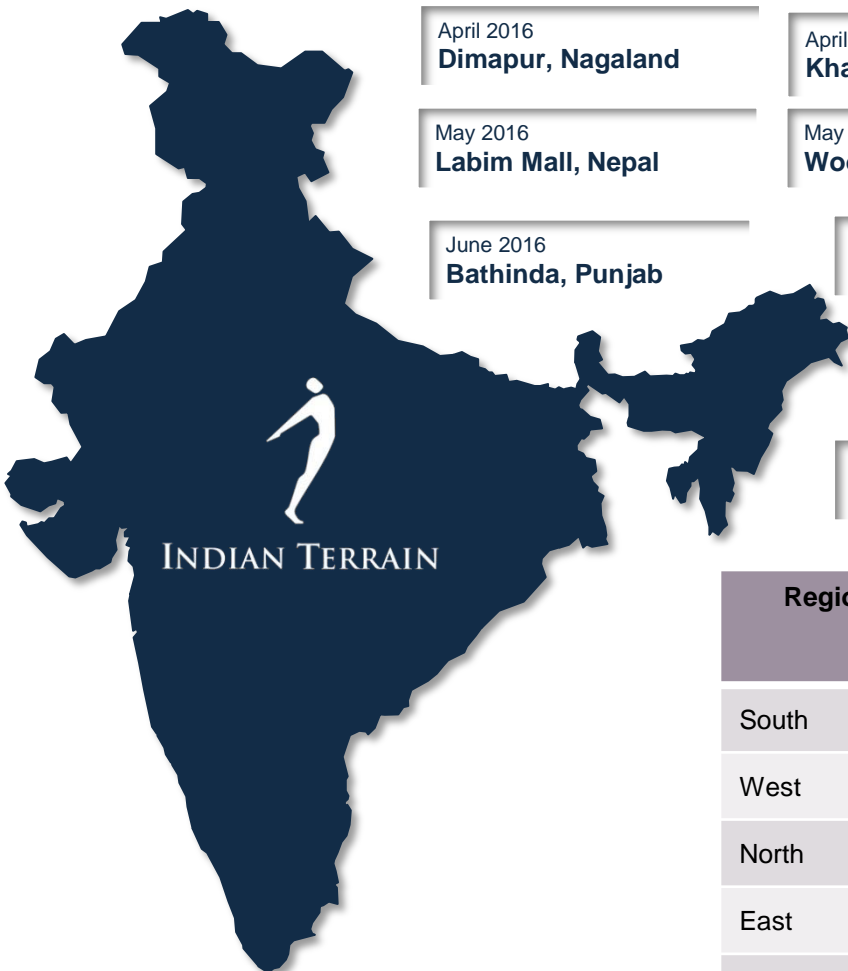 April 2016
Dimapur, Nagaland
April
May 2016
Labim Mall, Nepal
May
June 2016
Bathinda, Punjab
INDIAN TERRAIN
South
West
North
East